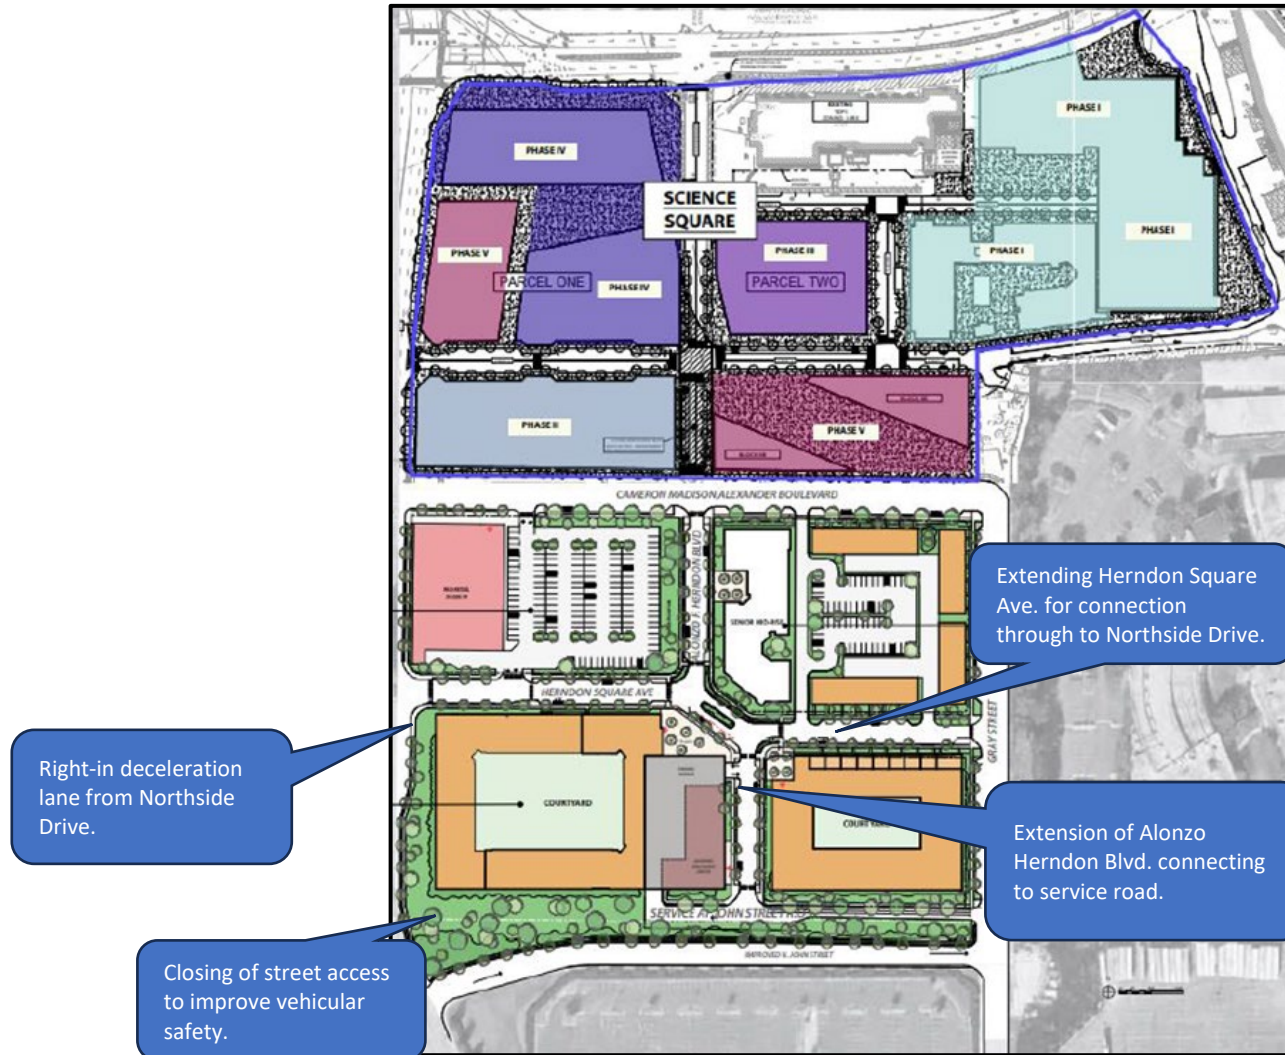 PHASE I
PHASE IV
SCIENCE
SQUARE
PHASE V
PHASE III
PHASE I
PHASE I
PARCEL ONE
PHASE IV
PARCEL TWO
PHASE II
PHASE V
CAMERON MADISON ALEXANDER BOULEVARD
ALONZO F. HERNDON BLVD
SENIOR MID-RISE
Extending Herndon Square
Ave. for connection
through to Northside Drive.
HERNDON SQUARE AVE
GRAY STREET
Right-in deceleration
lane from Northside
Drive.
COURTYARD
COURTYARD
Extension of Alonzo
Herndon Blvd. connecting
to service road.
SERVICE AT JOHN STREET
Closing of street access
to improve vehicular
safety.